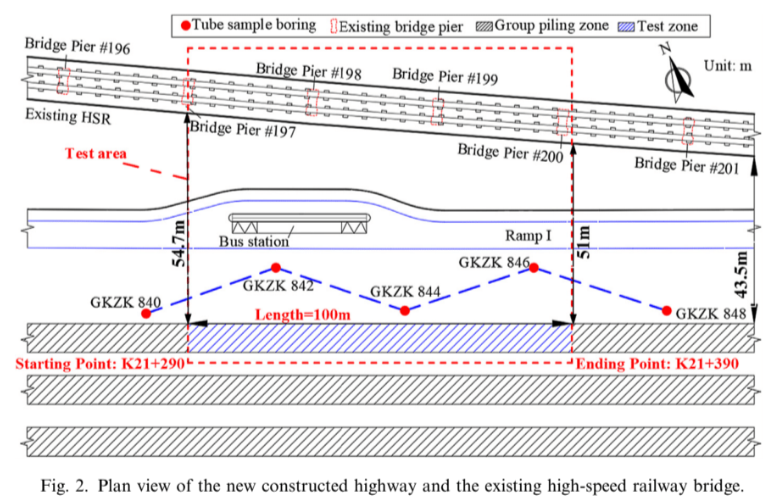 Tube sample boring Existing bridge pier Group piling zone Test zone
Bridge Pier #196
Bridge Pier #198
Bridge Pier #199
N
Unit: m
Existing HSR
Bridge Pier #197
Bridge Pier #200
Bridge Pier #201
Test area
54.7m
Bus station
Ramp I
51m
43.5m
GKZK 840
GKZK 842
GKZK 844
GKZK 846
GKZK 848
Length=100m
Starting Point: K21+290
Ending Point: K21+390
Fig. 2. Plan view of the new constructed highway and the existing high-speed railway bridge.